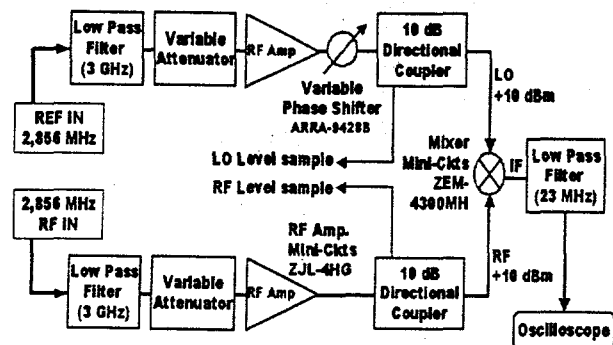 Low Pass
Filter
(3 GHz)
Variable
Attenuator
RF Amp
10 dB
Directional
Coupler
Variable
Phase Shifter
ARRA-9428B
LO
+10 dBm
REF IN
2,856 MHz
LO Level sample
RF Level sample
Mixer
Mini-Ckts
ZEM-
4300MH
IF
Low Pass
Filter
(23 MHz)
2,856 MHz
RF IN
RF Amp.
Mini-Ckts
ZJL-4HG
Low Pass
Filter
(3 GHz)
Variable
Attenuator
RF Amp
10 dB
Directional
Coupler
RF
+10 dBm
Oscilloscope